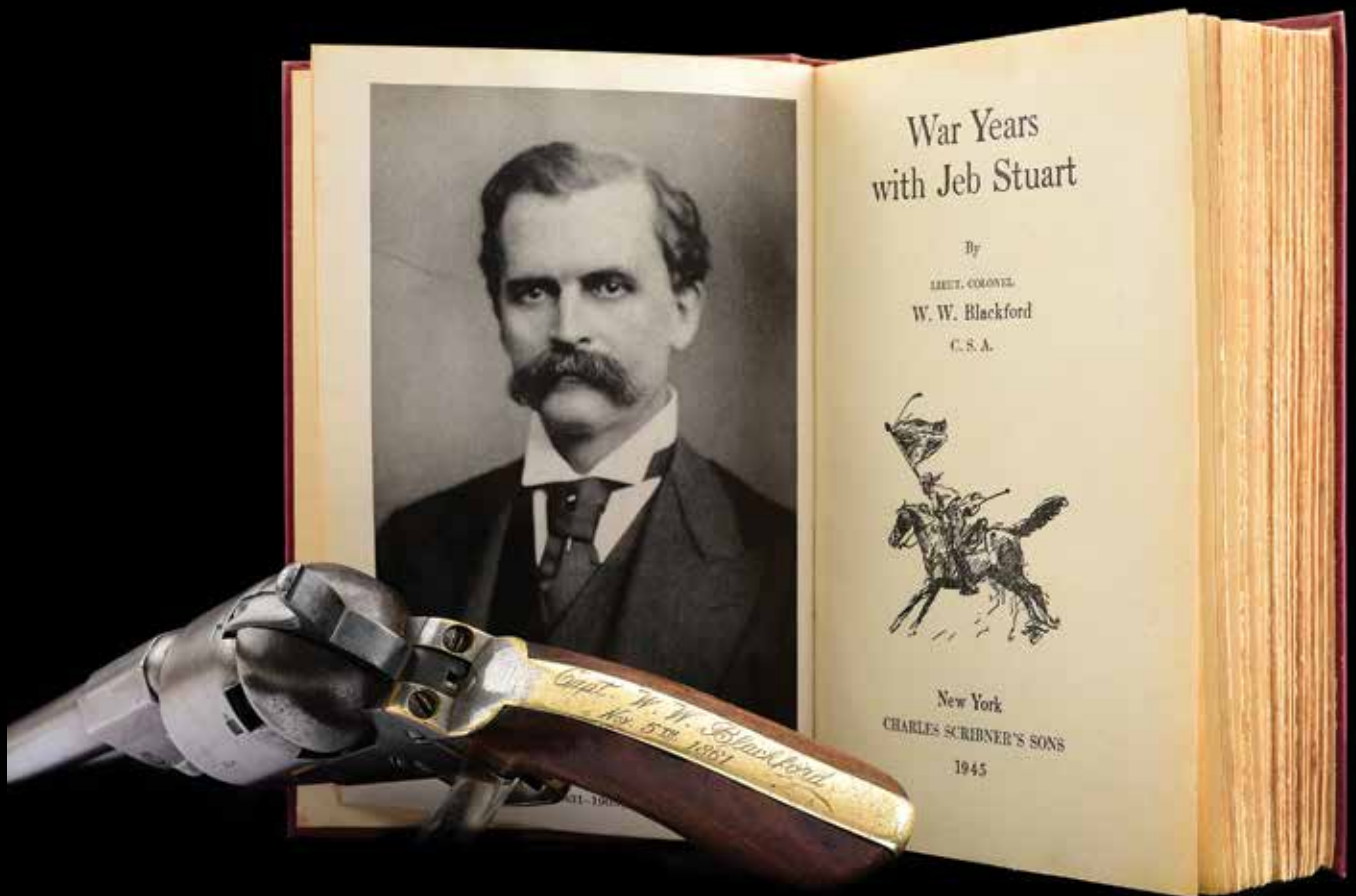 War Years
with Jeb Stuart
By
LIEUT. COLONEL
W. W. Blackford
C. S. A.
New York
CHARLES SCRIBNER'S SONS
1945
Capt. W. W. Blackford
Nov. 5TH 1861